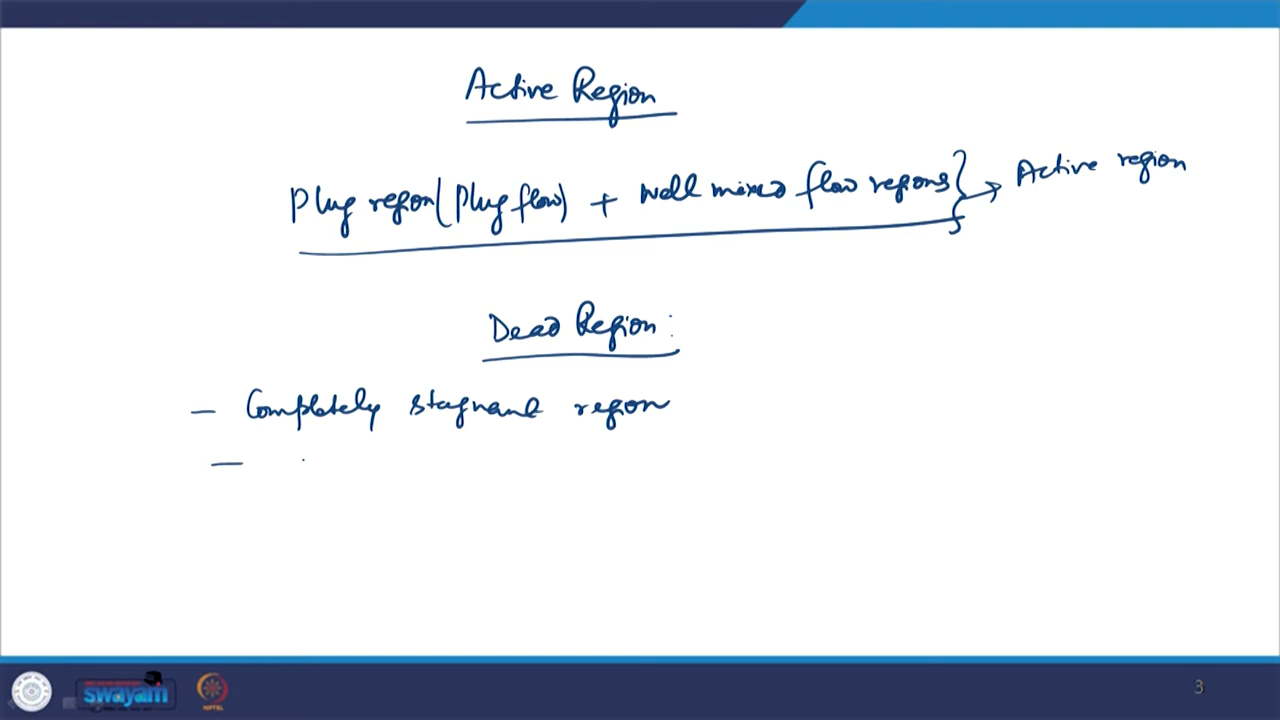 Active Region
Plug region (Plug flow) + Well mixed flow regions} → Active region
Dead Region:
– Completely stagnant region
–
swayam
NPTEL
3